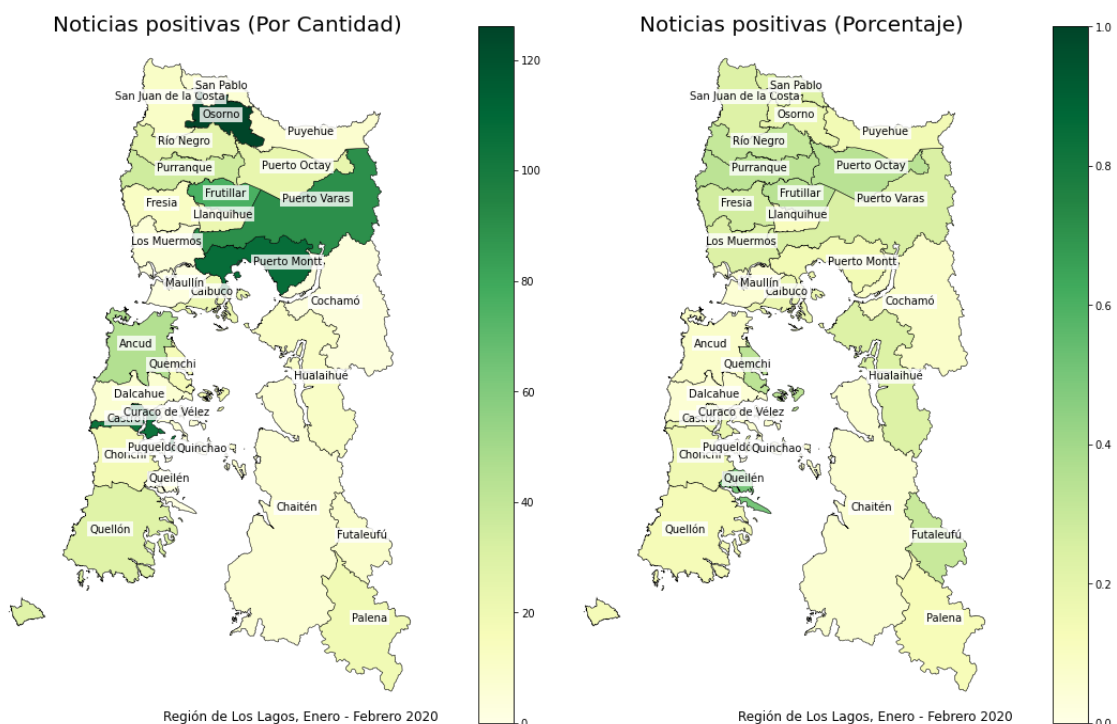 Noticias positivas (Por Cantidad)
San Pablo
San Juan de la Costa
Osorno
Puyehue
Río Negro
Purranque
Puerto Octay
Frutillar
Puerto Varas
Fresia
Llanquihue
Los Muermos
Puerto Montt
Maullín
Calbuco
Cochamó
Ancud
Quemchi
Hualaihué
Dalcahue
Curaco de Vélez
Castro
Puqueldón
Quinchao
Chonchi
Queilén
Chaitén
Quellón
Futaleufú
Palena
Región de Los Lagos, Enero - Febrero 2020
120
100
80
60
40
20
0
Noticias positivas (Porcentaje)
San Pablo
San Juan de la Costa
Osorno
Puyehue
Río Negro
Purranque
Puerto Octay
Frutillar
Puerto Varas
Fresia
Llanquihue
Los Muermos
Puerto Montt
Maullín
Calbuco
Cochamó
Ancud
Quemchi
Hualaihué
Dalcahue
Curaco de Vélez
Castro
Puqueldón
Quinchao
Chonchi
Queilén
Chaitén
Quellón
Futaleufú
Palena
Región de Los Lagos, Enero - Febrero 2020
1.0
0.8
0.6
0.4
0.2
0.0